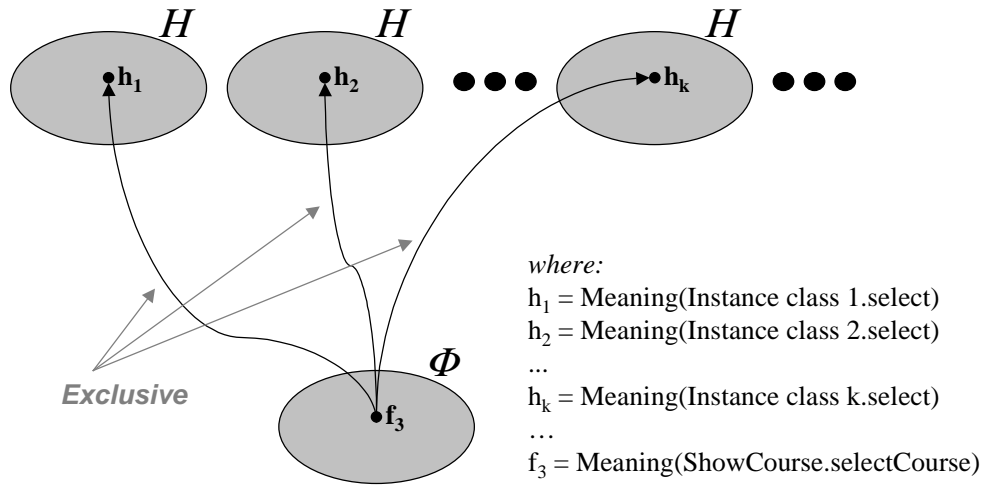 H H H
h1 h2 hk
where:
h1 = Meaning(Instance class 1.select)
h2 = Meaning(Instance class 2.select)
...
hk = Meaning(Instance class k.select)
…
f3 = Meaning(ShowCourse.selectCourse)
Exclusive
Φ
f3